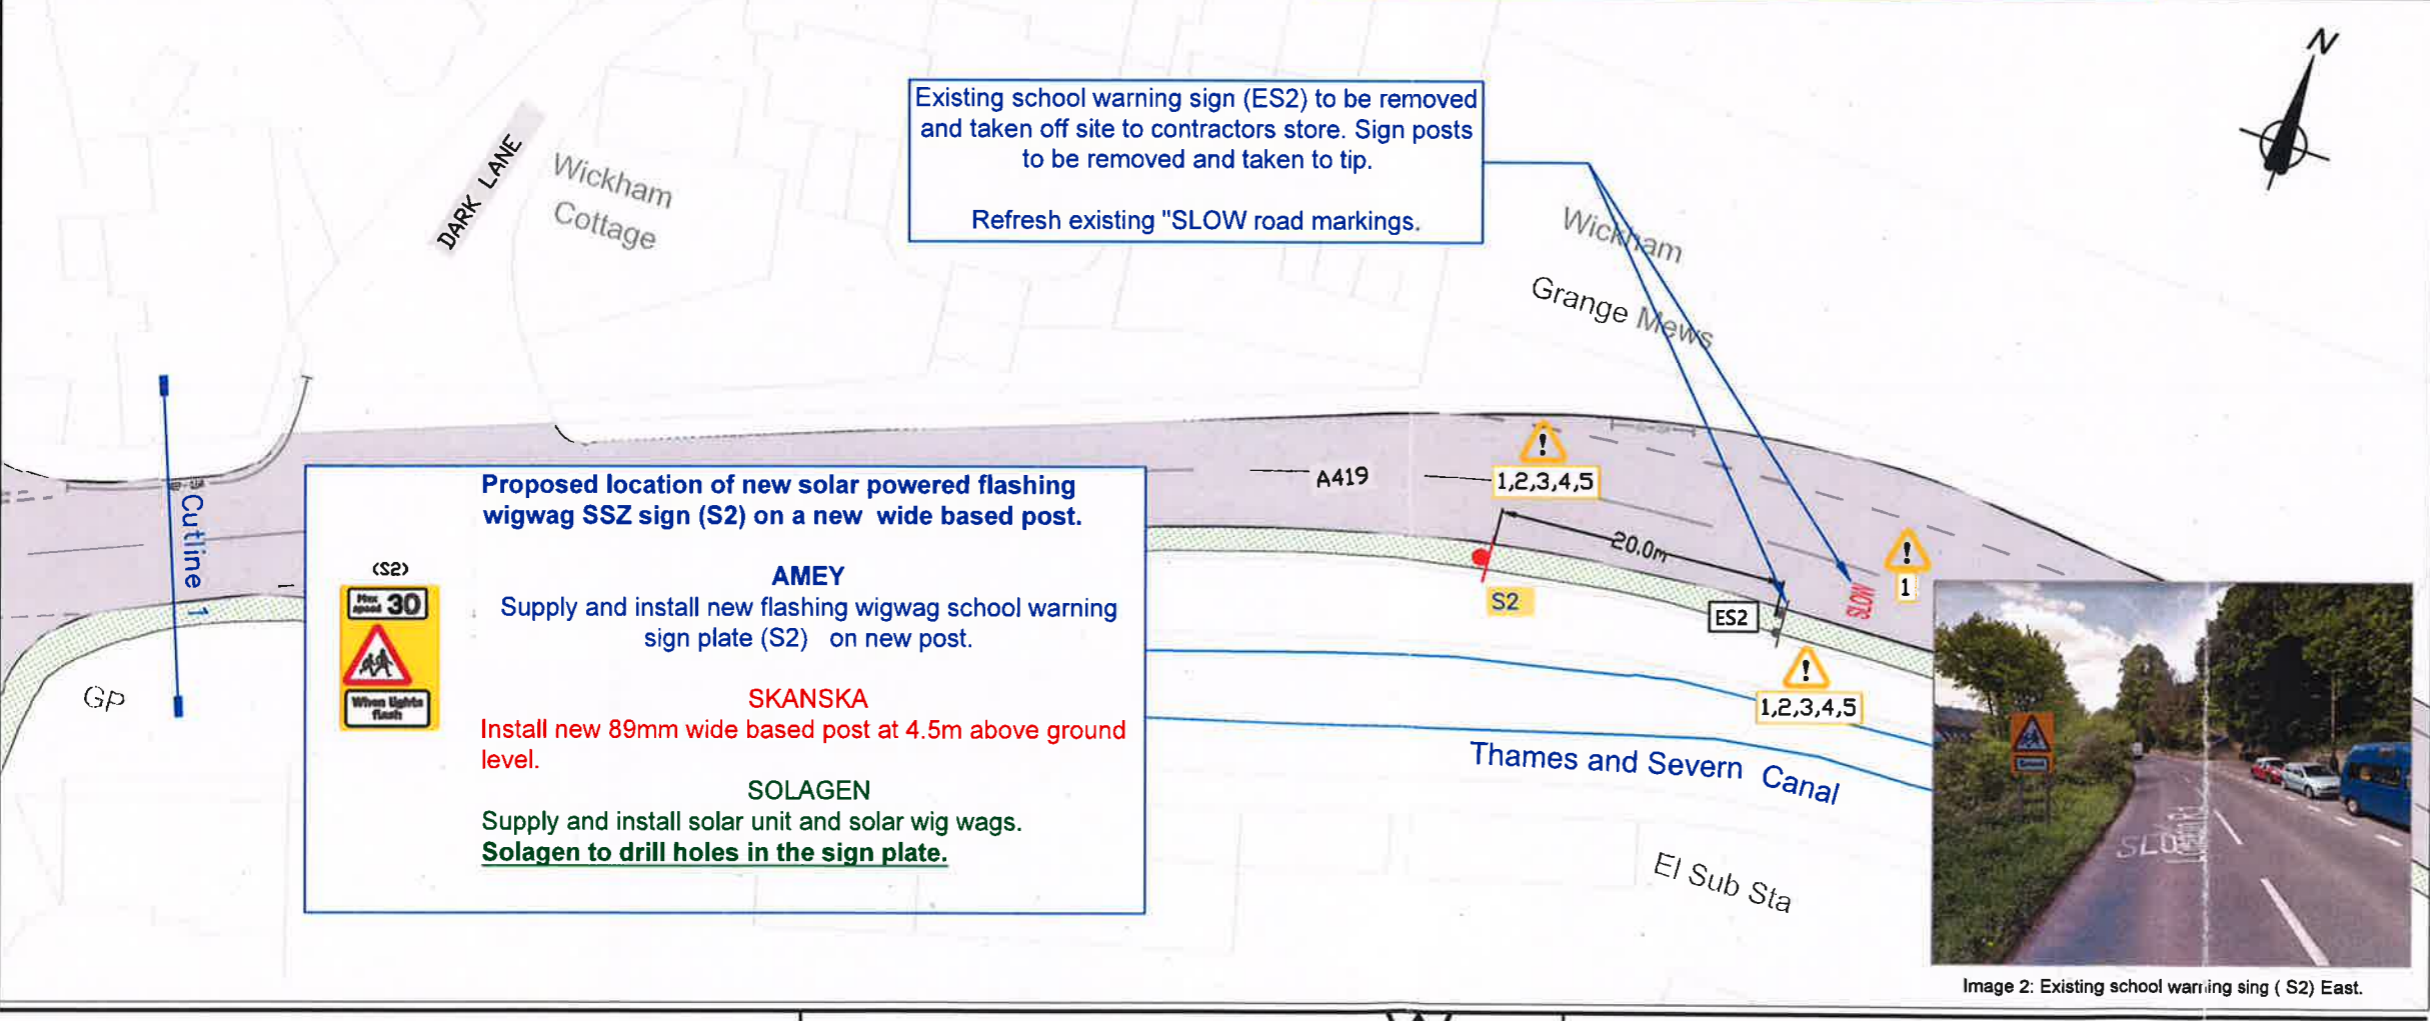 N
Existing school warning sign (ES2) to be removed
and taken off site to contractors store. Sign posts
to be removed and taken to tip.
Refresh existing "SLOW road markings.
DARK LANE
Wickham
Cottage
Wickham
Grange Mews
Cutline 1
A419
1,2,3,4,5
20.0m
S2
ES2
SLOW
1
1,2,3,4,5
Proposed location of new solar powered flashing
wigwag SSZ sign (S2) on a new wide based post.
AMEY
Supply and install new flashing wigwag school warning
sign plate (S2) on new post.
SKANSKA
Install new 89mm wide based post at 4.5m above ground
level.
SOLAGEN
Supply and install solar unit and solar wig wags.
Solagen to drill holes in the sign plate.
(S2)
Max
speed 30
When lights
flash
GP
Thames and Severn Canal
El Sub Sta
SLOW
Image 2: Existing school warning sing ( S2) East.